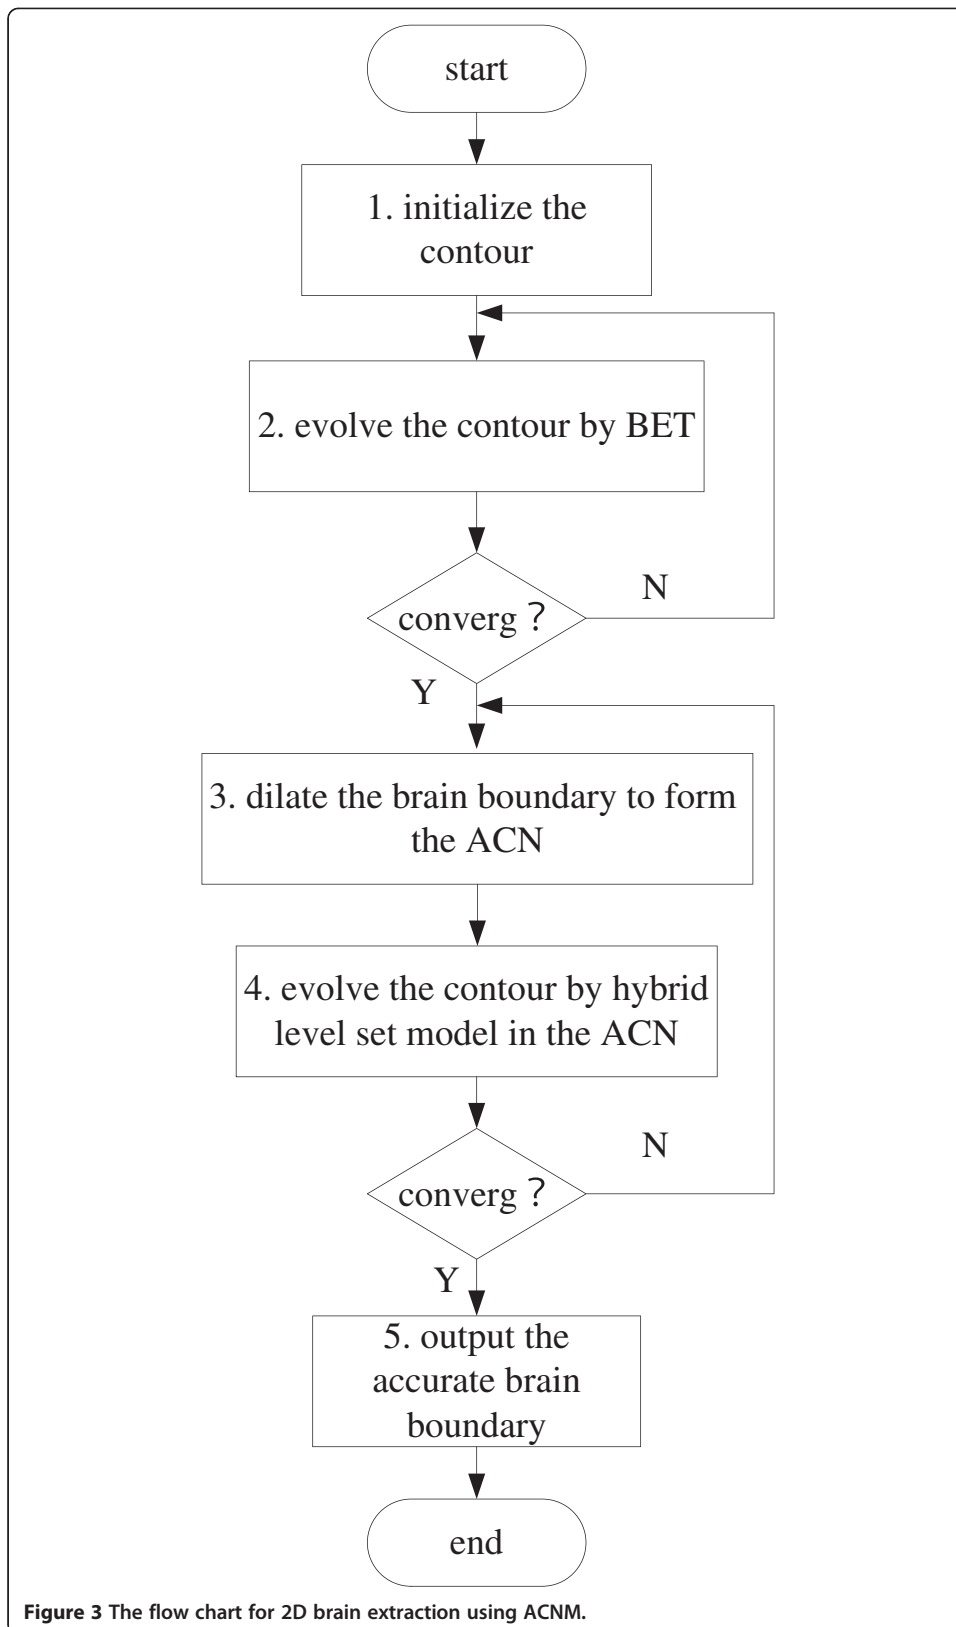 start
1. initialize the
contour
2. evolve the contour by BET
converg ?
N
Y
3. dilate the brain boundary to form
the ACN
4. evolve the contour by hybrid
level set model in the ACN
converg ?
N
Y
5. output the
accurate brain
boundary
end
Figure 3 The flow chart for 2D brain extraction using ACNM.